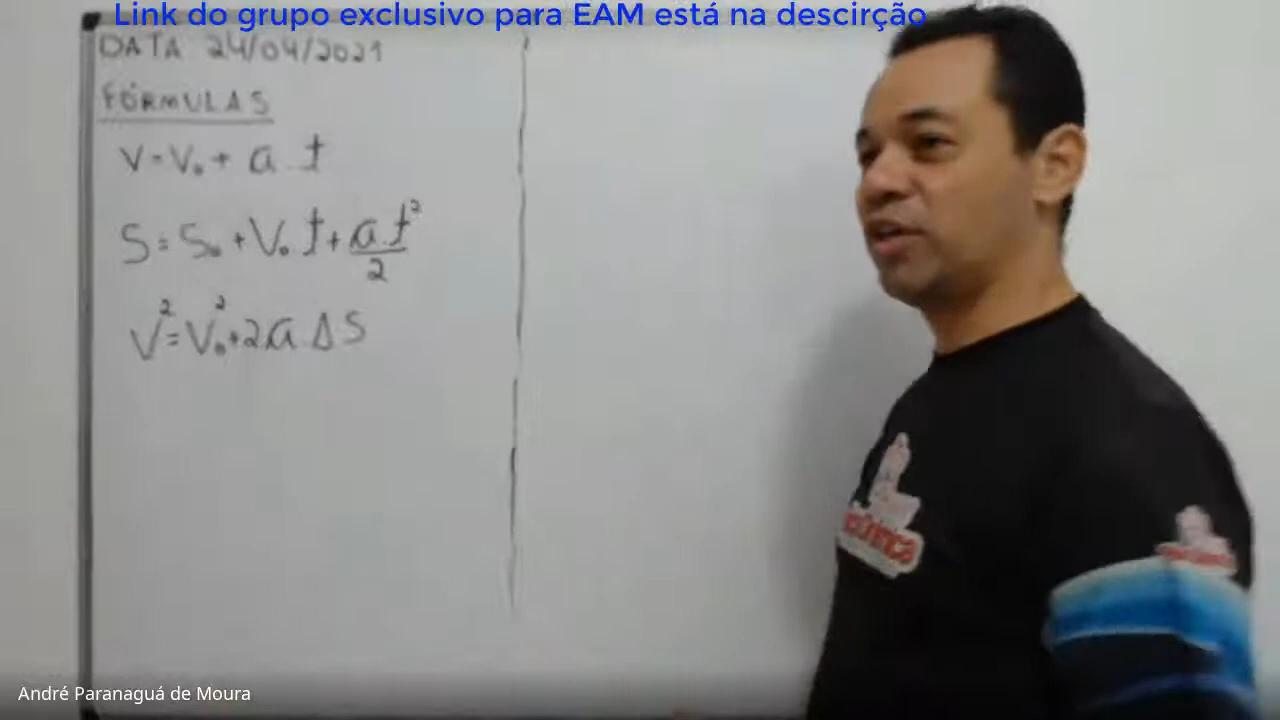 Link do grupo exclusivo para EAM está na descirção
DATA 24/04/2021
FÓRMULAS
V=V₀+a.t
S=S₀+V₀.t+a.t²/2
V²=V₀²+2.a.ΔS
André Paranaguá de Moura